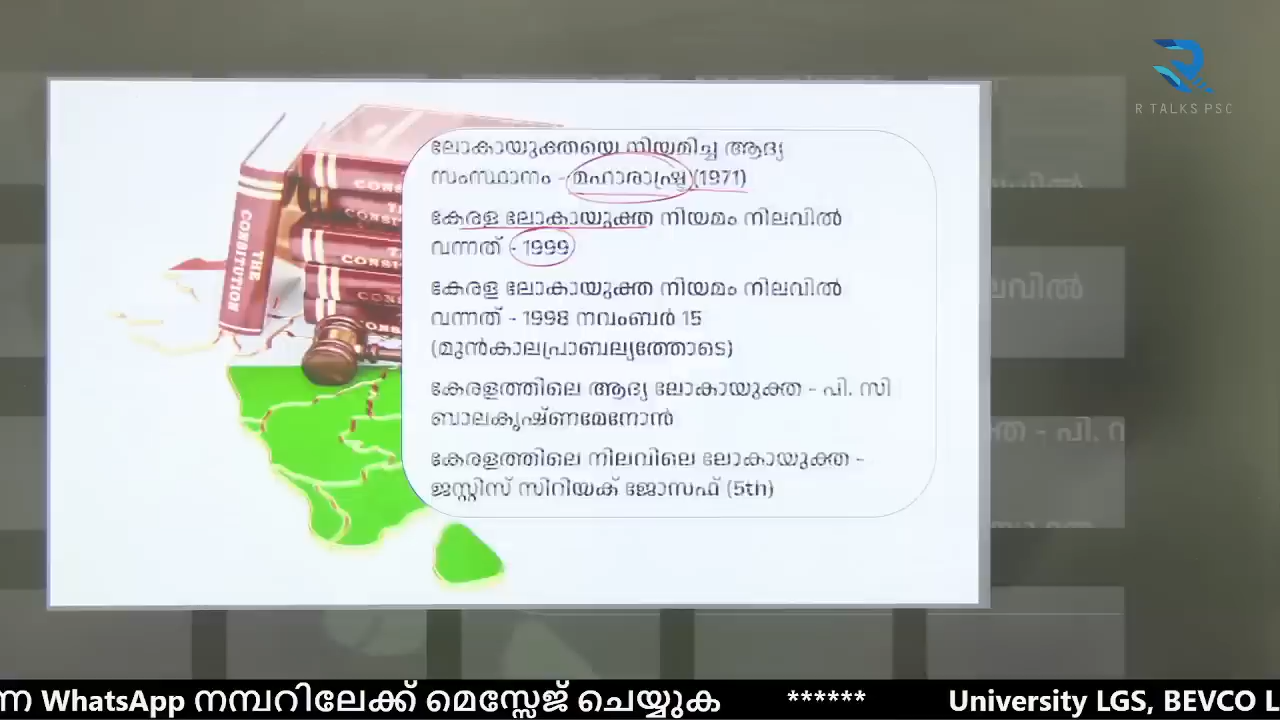 R TALKS PSC
ലോകായുക്തയെ നിയമിച്ച ആദ്യ
സംസ്ഥാനം - മഹാരാഷ്ട്ര (1971)
കേരള ലോകായുക്ത നിയമം നിലവിൽ
വന്നത് - 1999
കേരള ലോകായുക്ത നിയമം നിലവിൽ
വന്നത് - 1998 നവംബർ 15
(മുൻകാലപ്രാബല്യത്തോടെ)
കേരളത്തിലെ ആദ്യ ലോകായുക്ത - പി. സി
ബാലകൃഷ്ണമേനോൻ
കേരളത്തിലെ നിലവിലെ ലോകായുക്ത -
ജസ്റ്റിസ് സിറിയക് ജോസഫ് (5th)
THE CONSTITUTION
WhatsApp നമ്പറിലേക്ക് മെസ്സേജ് ചെയ്യുക ****** University LGS, BEVCO L